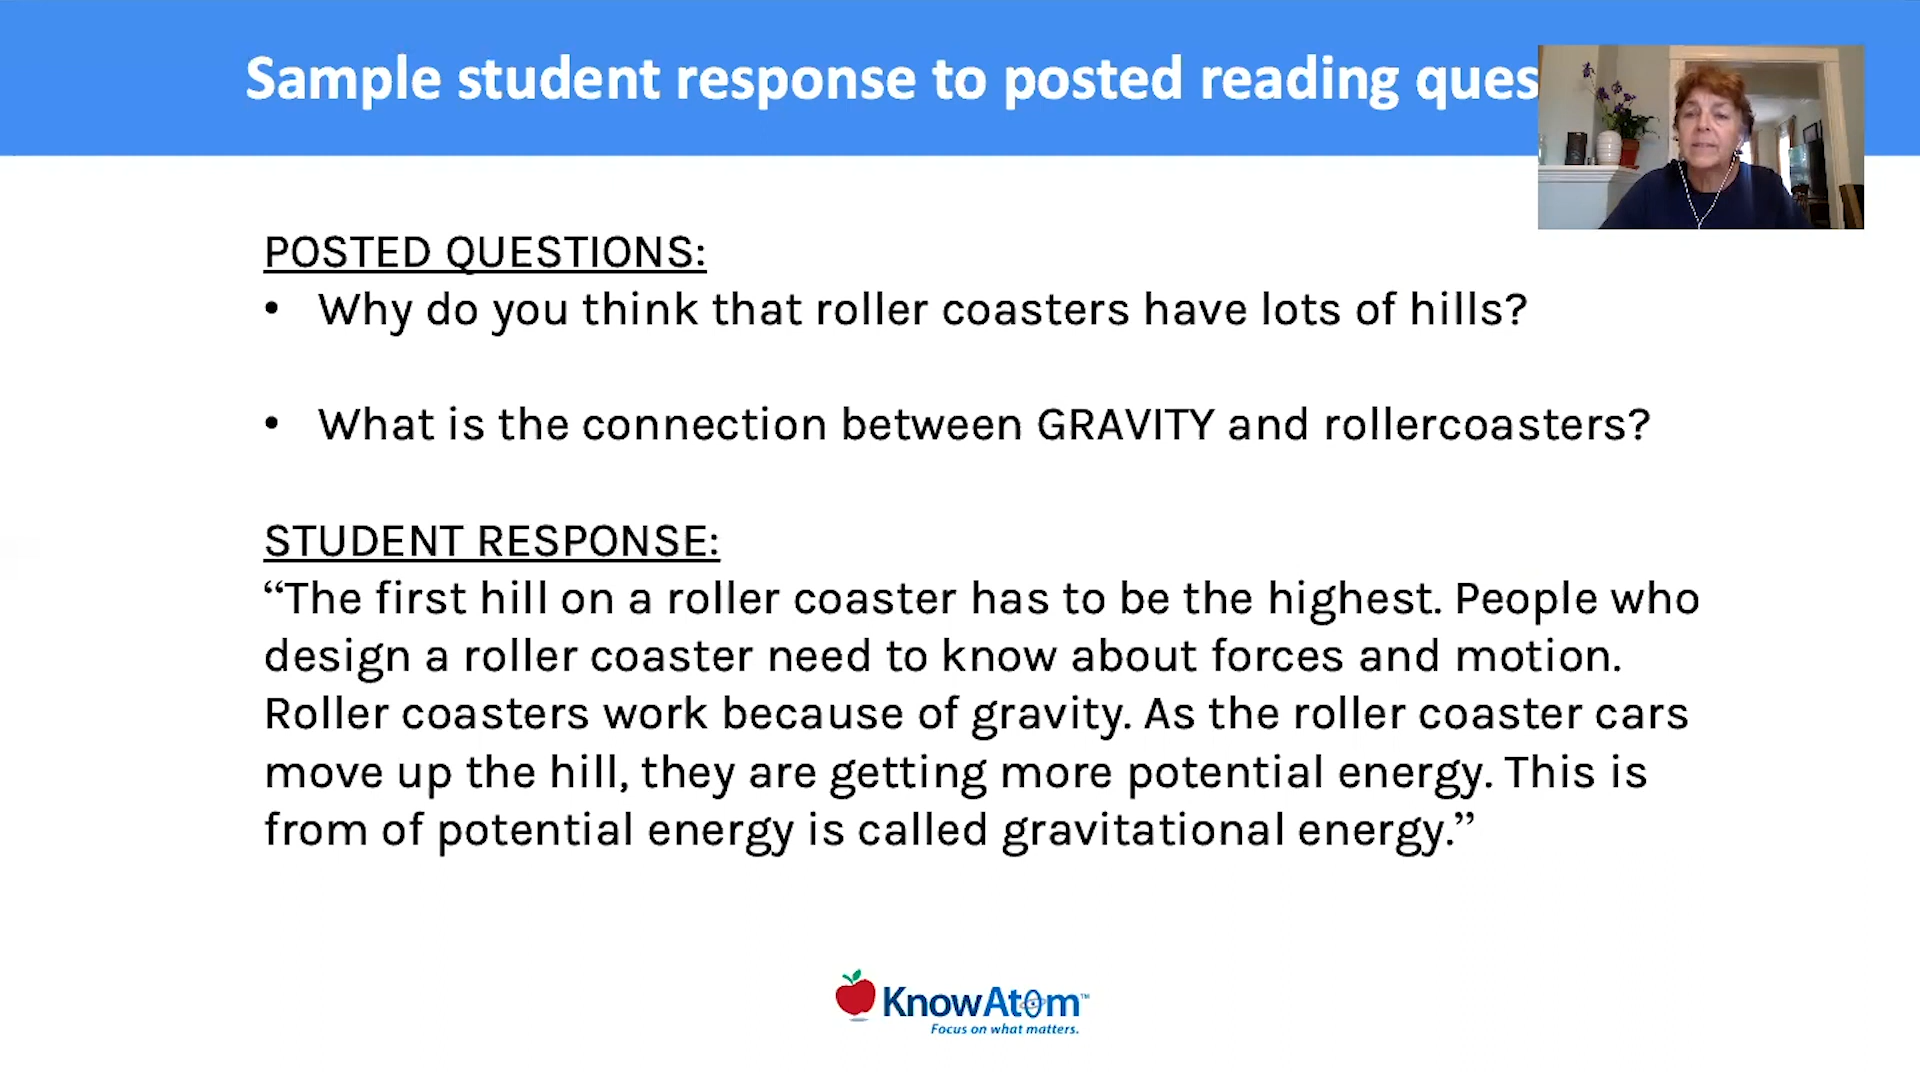 Sample student response to posted reading ques
POSTED QUESTIONS:
• Why do you think that roller coasters have lots of hills?
• What is the connection between GRAVITY and rollercoasters?
STUDENT RESPONSE:
“The first hill on a roller coaster has to be the highest. People who
design a roller coaster need to know about forces and motion.
Roller coasters work because of gravity. As the roller coaster cars
move up the hill, they are getting more potential energy. This is
from of potential energy is called gravitational energy.”
KnowAtom™
Focus on what matters.